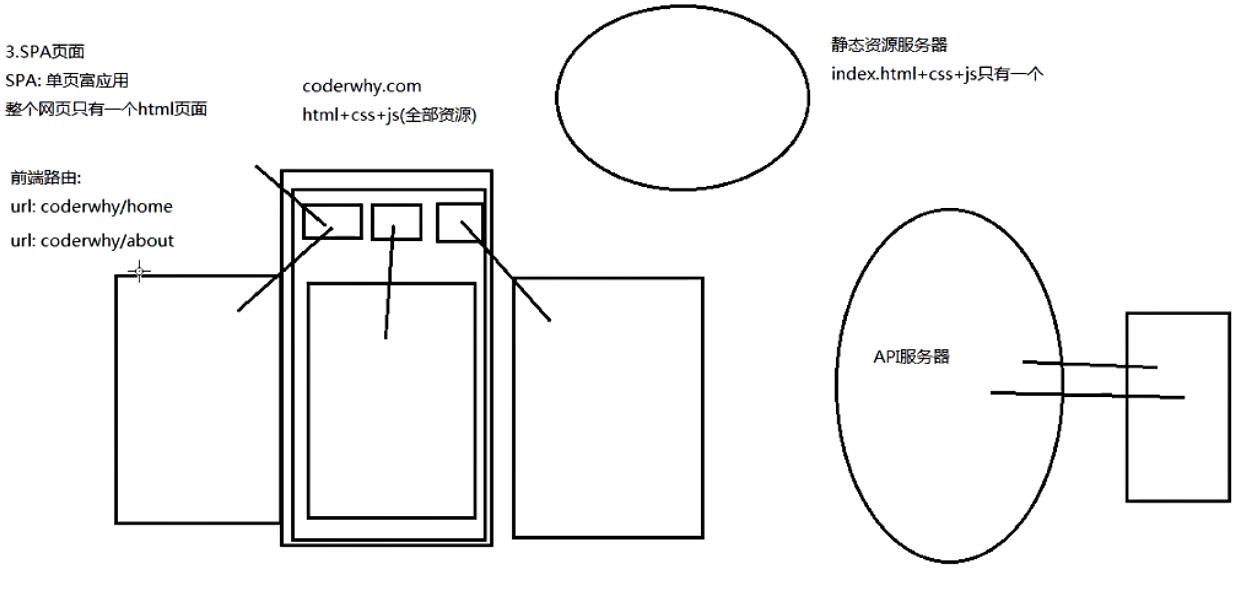 3.SPA页面
SPA: 单页富应用
整个网页只有一个html页面
coderwhy.com
html+css+js(全部资源)
静态资源服务器
index.html+css+js只有一个
前端路由:
url: coderwhy/home
url: coderwhy/about
API服务器